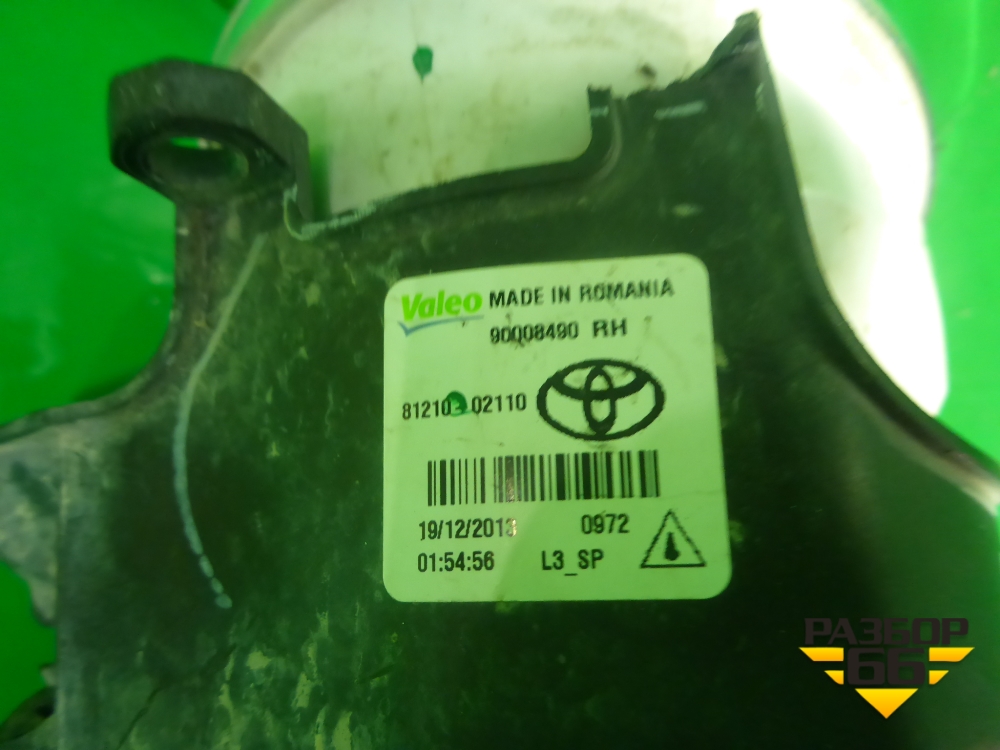 Valeo MADE IN ROMANIA
90008490 RH
81210-02110
19/12/2013 0972
01:54:56 L3_SP
РАЗБОР
66